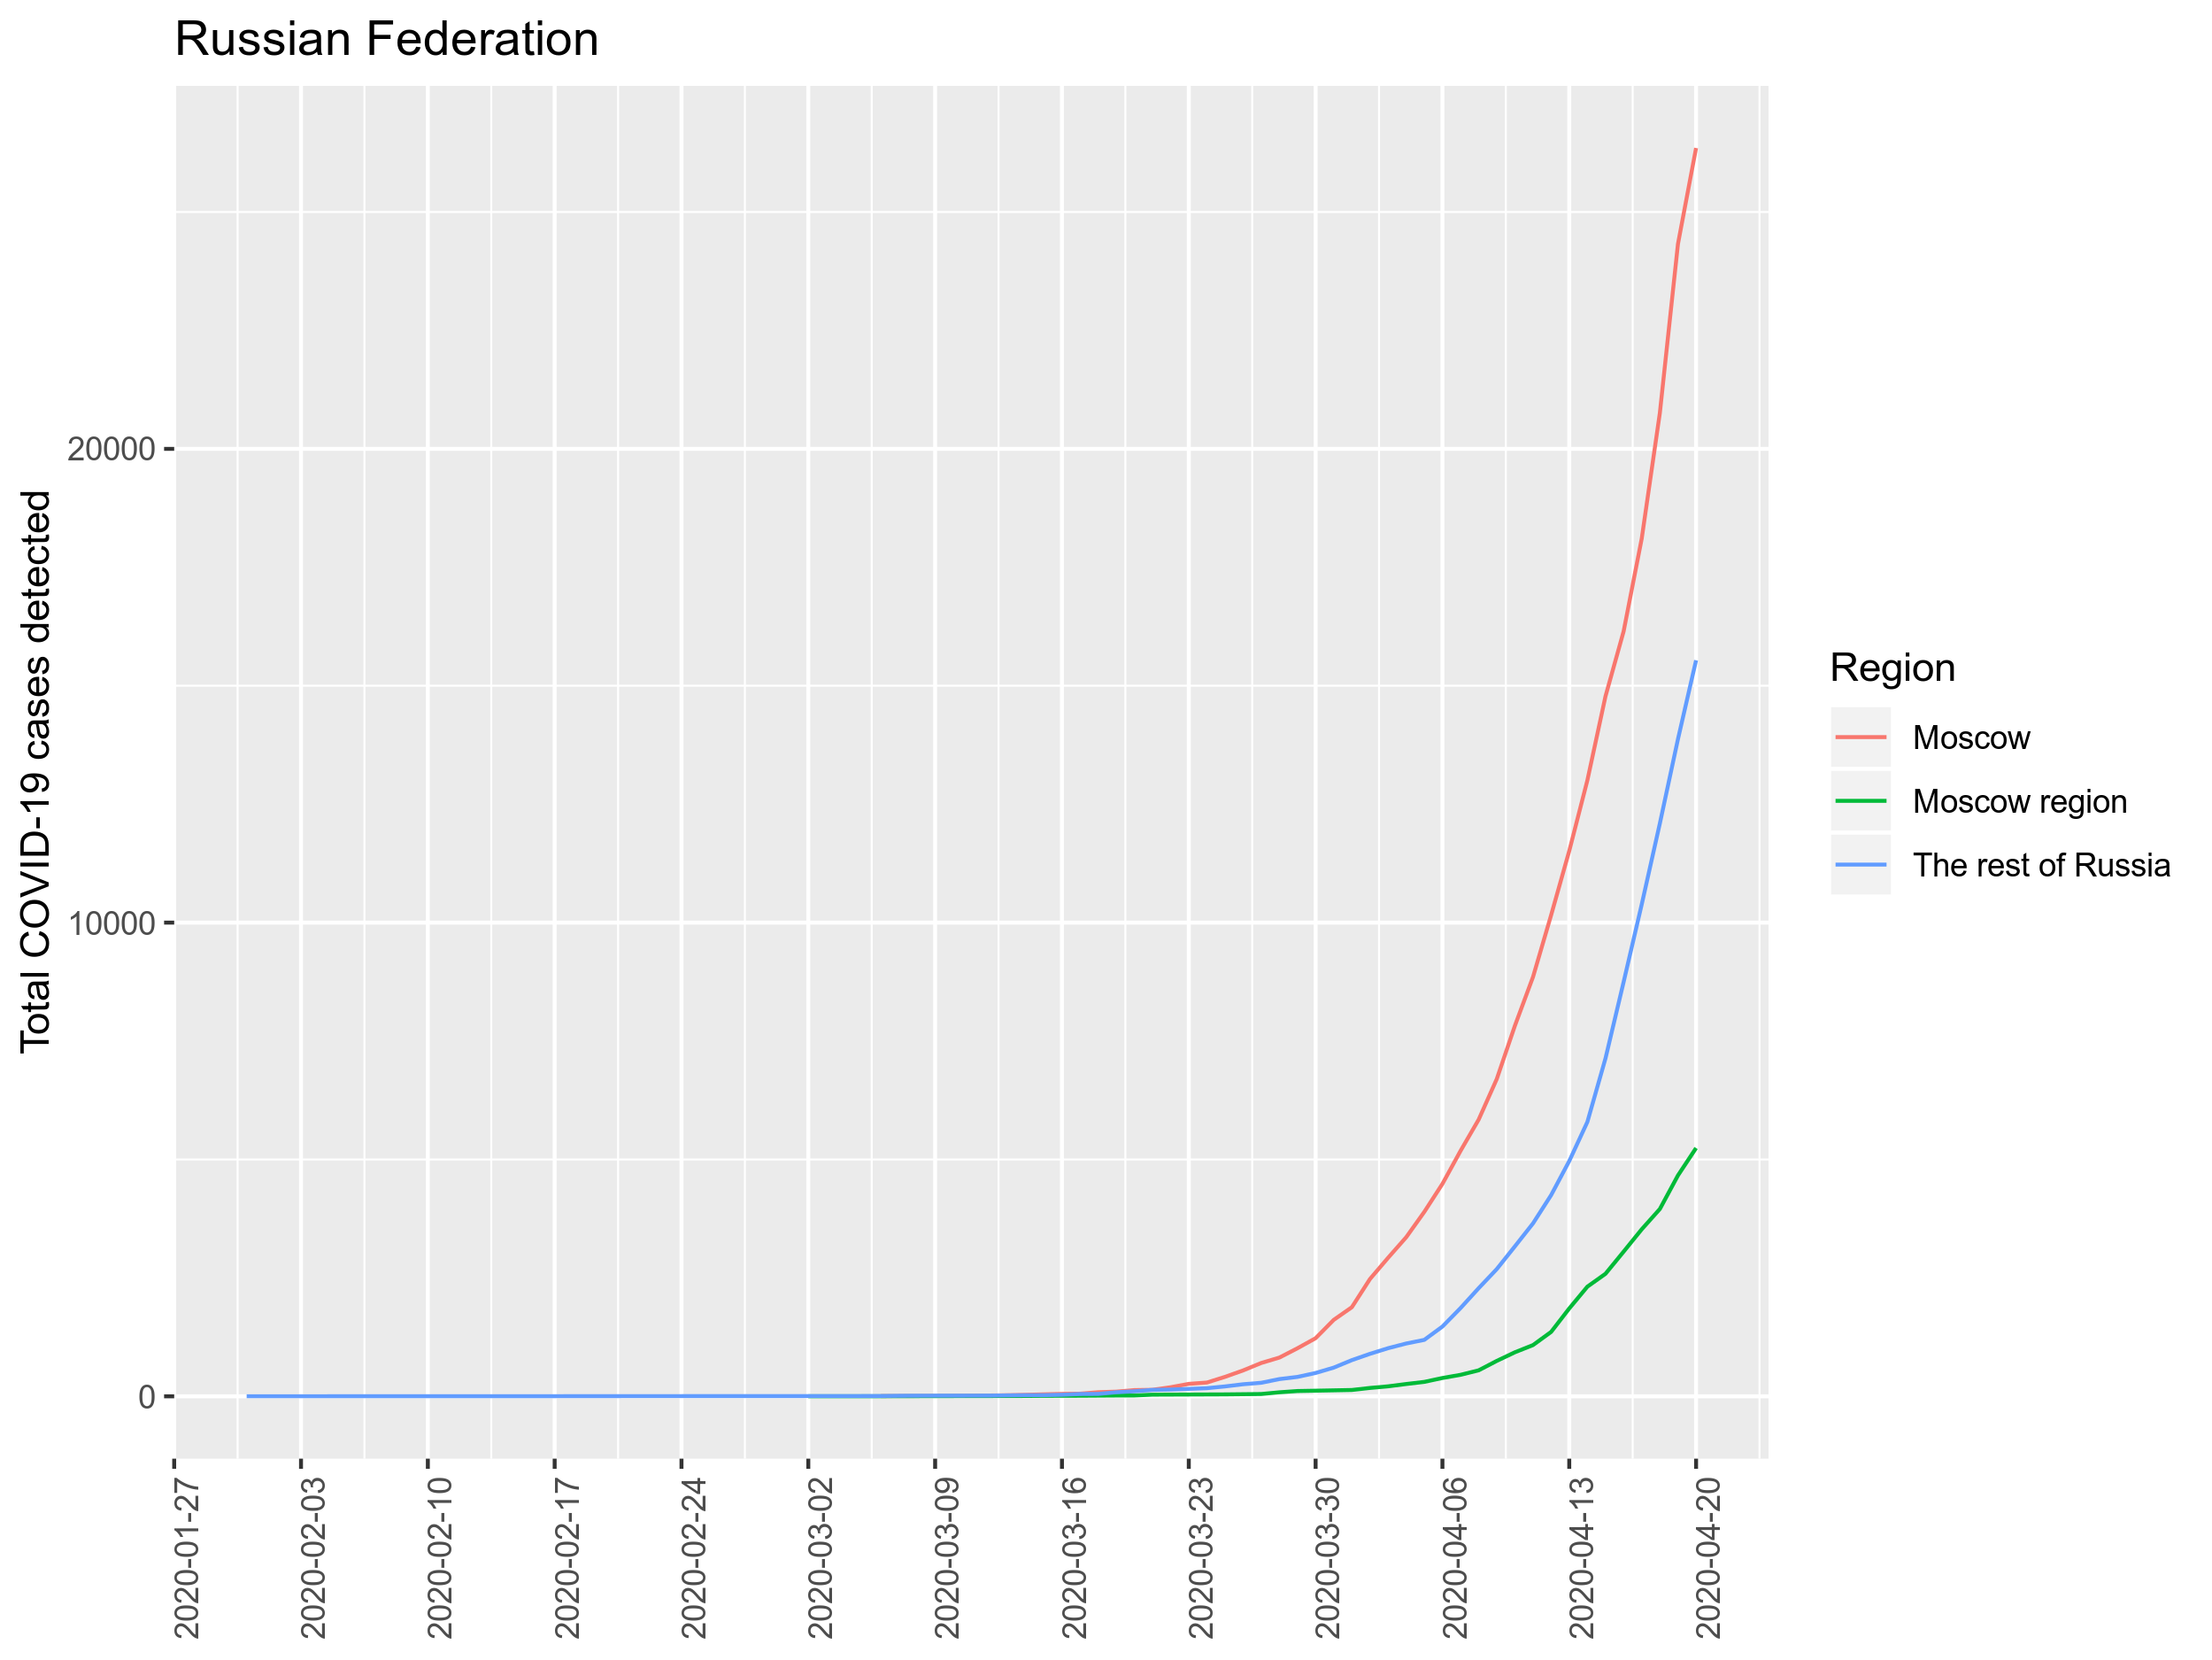 Russian Federation
Total COVID-19 cases detected
20000
10000
0
2020-01-27
2020-02-03
2020-02-10
2020-02-17
2020-02-24
2020-03-02
2020-03-09
2020-03-16
2020-03-23
2020-03-30
2020-04-06
2020-04-13
2020-04-20
Region
Moscow
Moscow region
The rest of Russia